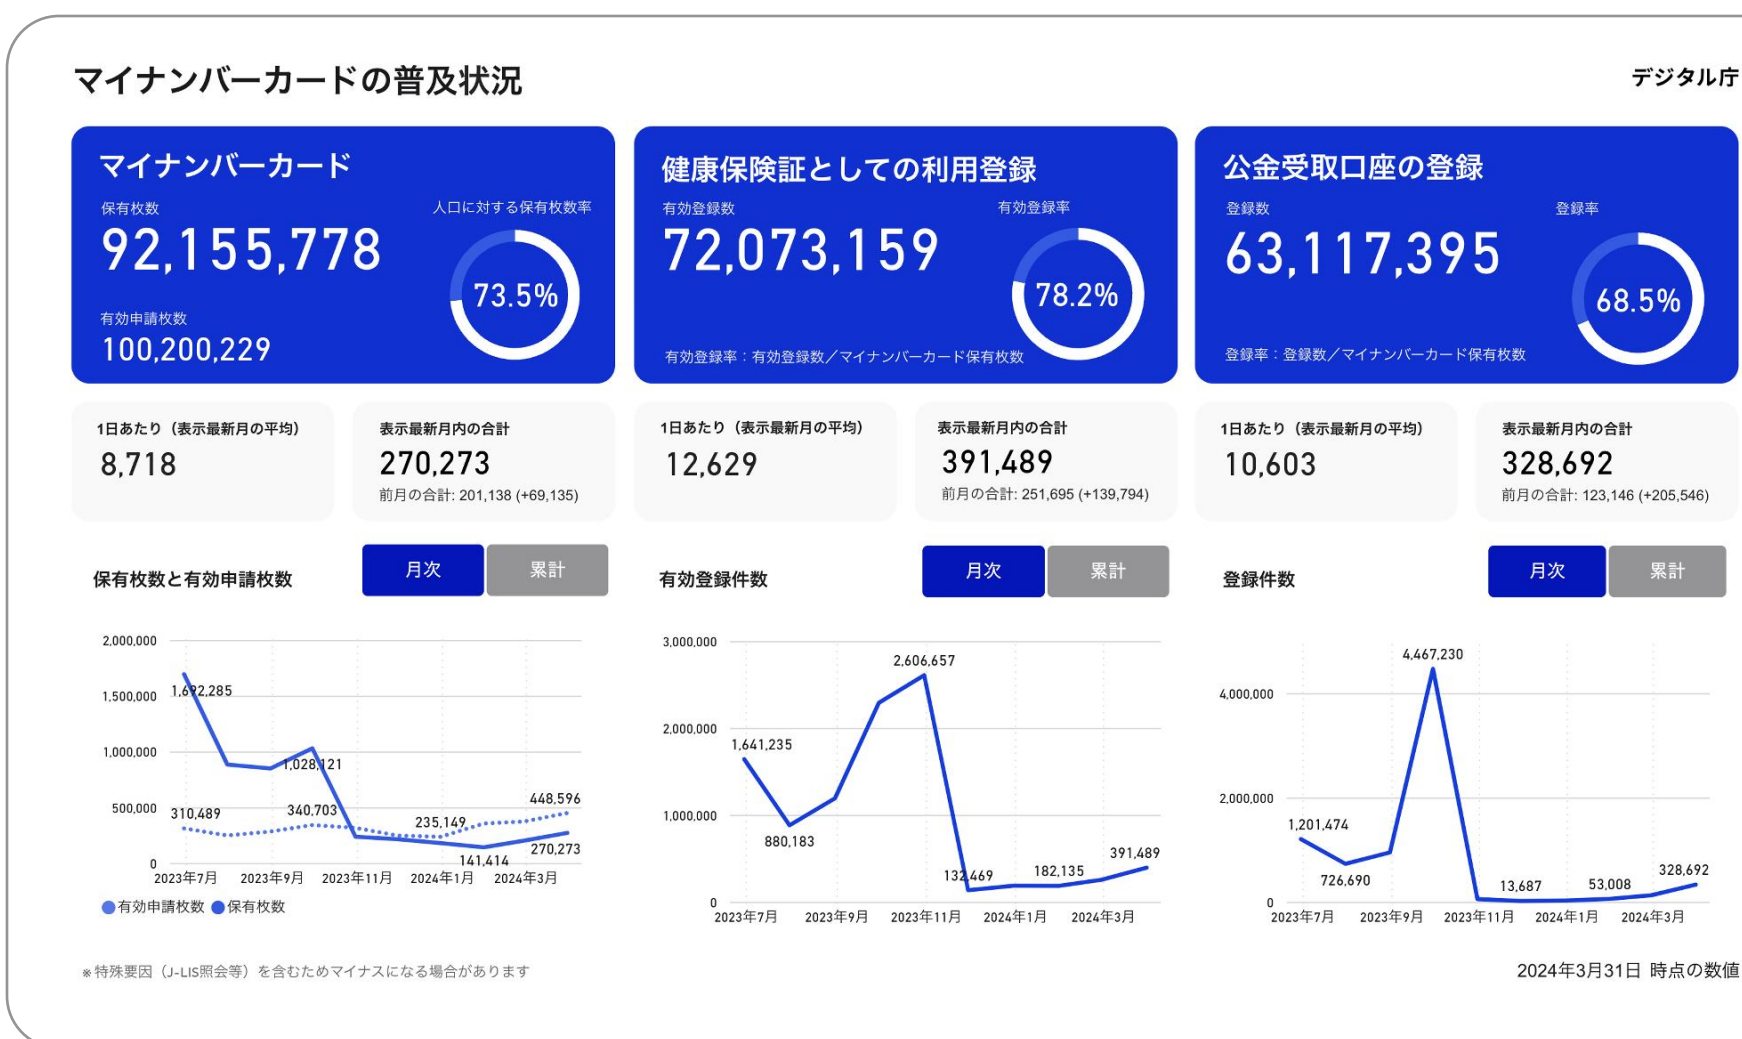 マイナンバーカードの普及状況
デジタル庁
マイナンバーカード
保有枚数
92,155,778
人口に対する保有枚数率
73.5%
有効申請枚数
100,200,229
健康保険証としての利用登録
有効登録数
72,073,159
有効登録率
78.2%
有効登録率：有効登録数／マイナンバーカード保有枚数
公金受取口座の登録
登録数
63,117,395
登録率
68.5%
登録率：登録数／マイナンバーカード保有枚数
1日あたり（表示最新月の平均）
8,718
表示最新月内の合計
270,273
前月の合計: 201,138 (+69,135)
1日あたり（表示最新月の平均）
12,629
表示最新月内の合計
391,489
前月の合計: 251,695 (+139,794)
1日あたり（表示最新月の平均）
10,603
表示最新月内の合計
328,692
前月の合計: 123,146 (+205,546)
保有枚数と有効申請枚数
月次
累計
2,000,000
1,500,000
1,000,000
500,000
0
1,692,285
1,028,121
310,489
340,703
235,149
448,596
141,414
270,273
2023年7月
2023年9月
2023年11月
2024年1月
2024年3月
有効申請枚数
保有枚数
有効登録件数
月次
累計
3,000,000
2,000,000
1,000,000
0
2,606,657
1,641,235
880,183
132,469
182,135
391,489
2023年7月
2023年9月
2023年11月
2024年1月
2024年3月
登録件数
月次
累計
4,000,000
2,000,000
0
4,467,230
1,201,474
726,690
13,687
53,008
328,692
2023年7月
2023年9月
2023年11月
2024年1月
2024年3月
※特殊要因（J-LIS照会等）を含むためマイナスになる場合があります
2024年3月31日 時点の数値